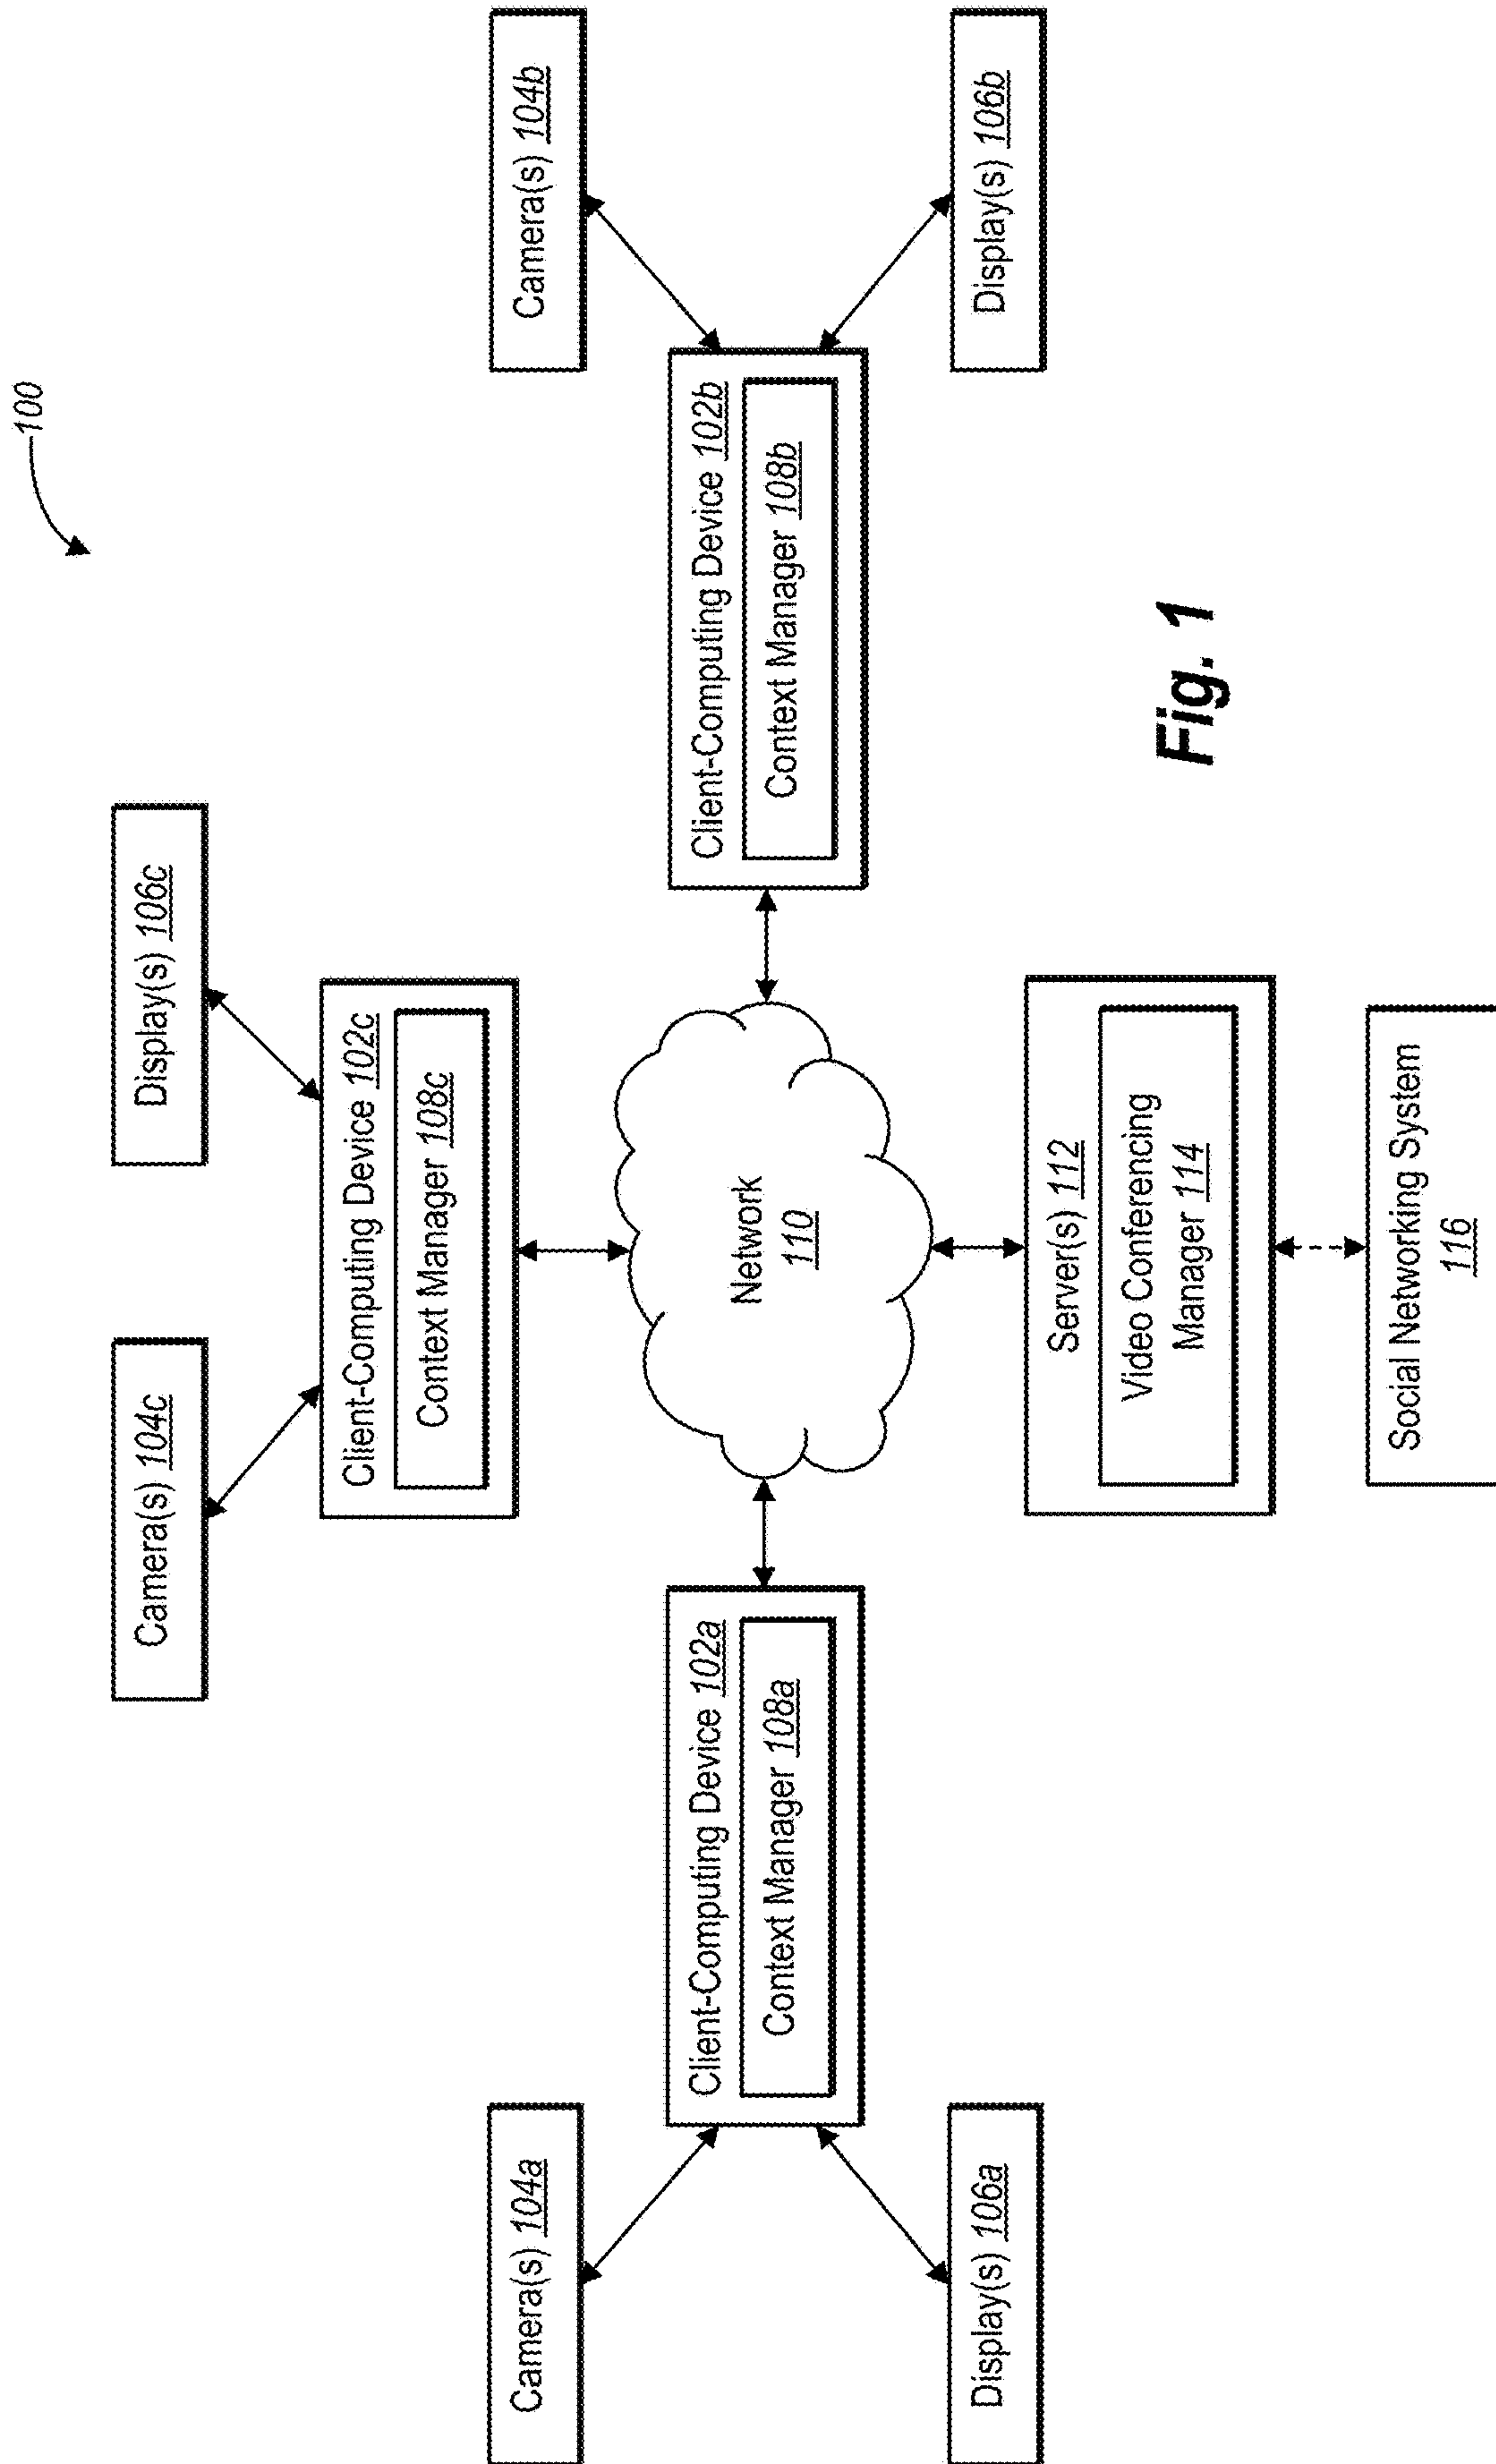 100
Camera(s) 104c
Display(s) 106c
Client-Computing Device 102c
Context Manager 108c
Camera(s) 104a
Camera(s) 104b
Client-Computing Device 102a
Context Manager 108a
Network
110
Client-Computing Device 102b
Context Manager 108b
Display(s) 106a
Display(s) 106b
Server(s) 112
Video Conferencing
Manager 114
Social Networking System
116
Fig. 1